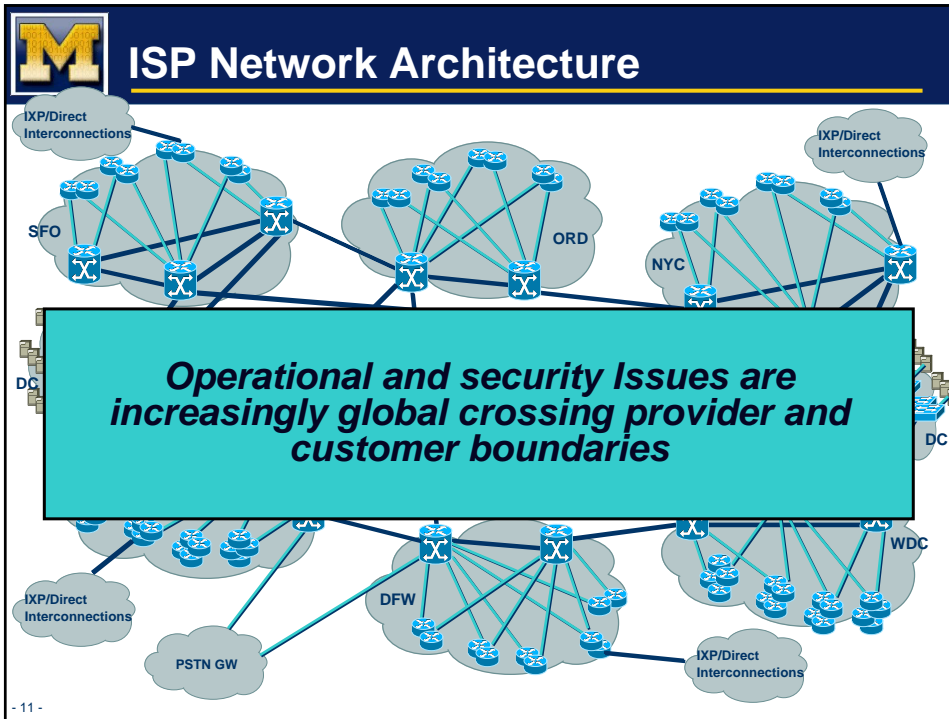 ISP Network Architecture
IXP/Direct
Interconnections
IXP/Direct
Interconnections
SFO
ORD
NYC
DC
Operational and security Issues are
increasingly global crossing provider and
customer boundaries
DC
WDC
IXP/Direct
Interconnections
DFW
PSTN GW
IXP/Direct
Interconnections
- 11 -